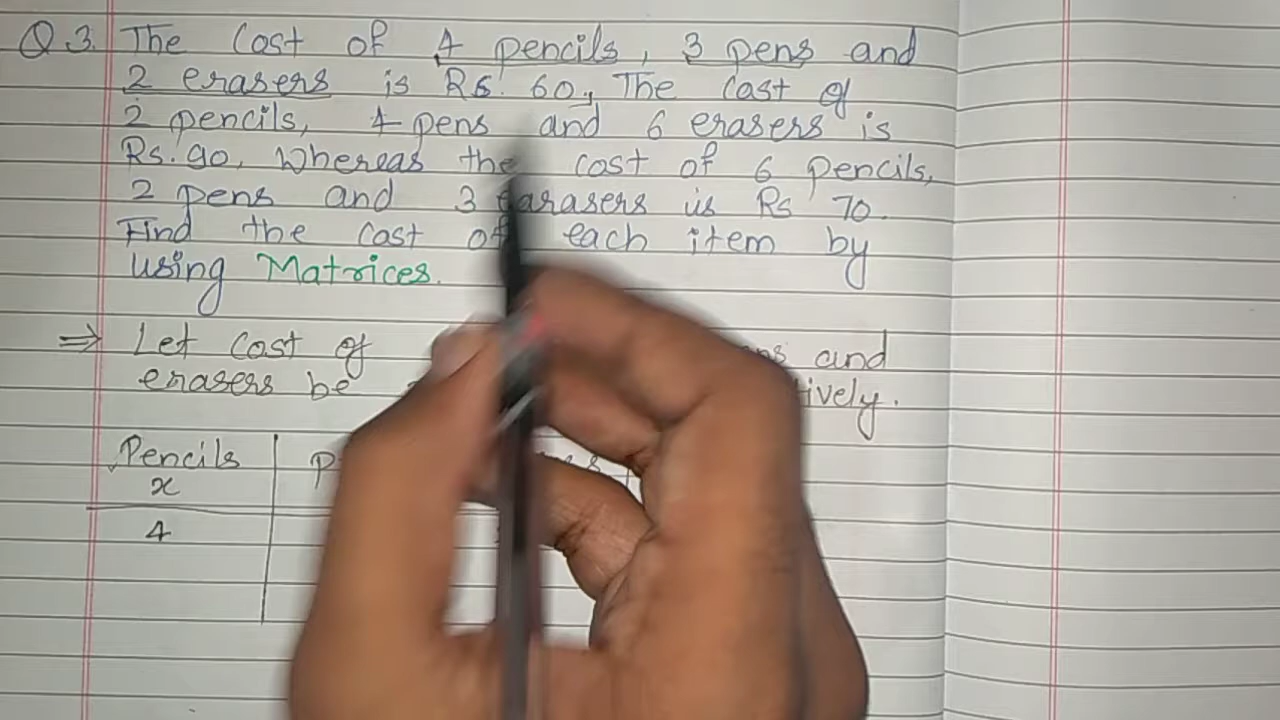 Q 3. The Cost of 4 pencils, 3 pens and
2 erasers is Rs. 60, The Cost of
2 pencils, 4 pens and 6 erasers is
Rs. 90, Whereas the cost of 6 pencils,
2 pens and 3 earasers is Rs 70.
Find the Cost of each item by
using Matrices.
⇒ Let Cost of and
erasers be
Pencils
x
4